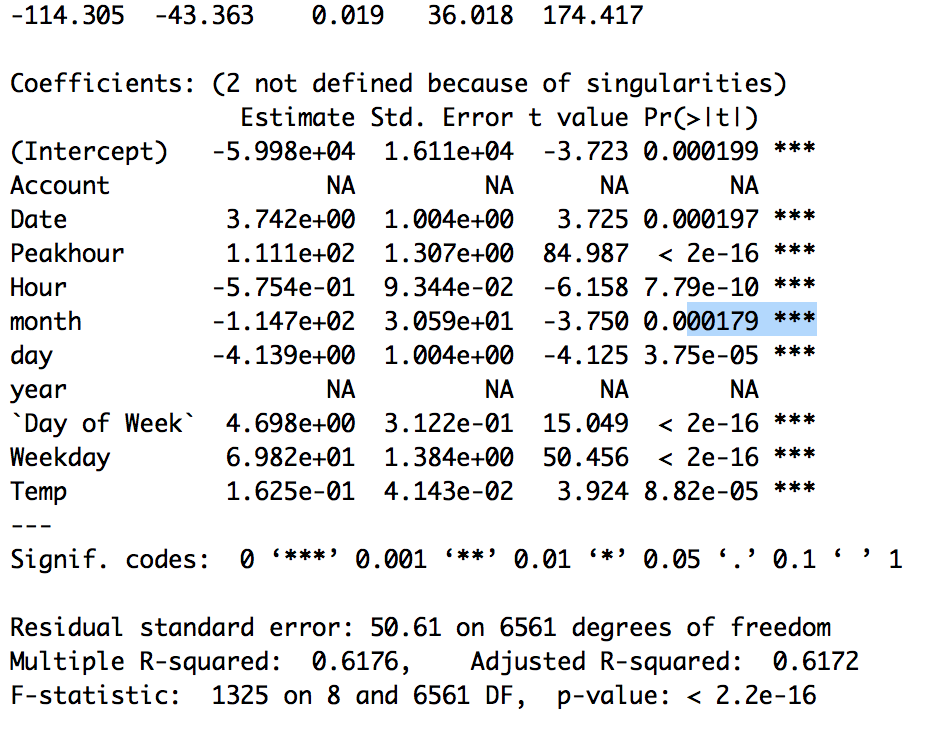 -114.305  -43.363    0.019   36.018  174.417
Coefficients: (2 not defined because of singularities)
                Estimate Std. Error t value Pr(>|t|)
(Intercept)   -5.998e+04  1.611e+04  -3.723 0.000199 ***
Account               NA         NA      NA       NA
Date           3.742e+00  1.004e+00   3.725 0.000197 ***
Peakhour       1.111e+02  1.307e+00  84.987  < 2e-16 ***
Hour          -5.754e-01  9.344e-02  -6.158 7.79e-10 ***
month         -1.147e+02  3.059e+01  -3.750 0.000179 ***
day           -4.139e+00  1.004e+00  -4.125 3.75e-05 ***
year                  NA         NA      NA       NA
`Day of Week`  4.698e+00  3.122e-01  15.049  < 2e-16 ***
Weekday        6.982e+01  1.384e+00  50.456  < 2e-16 ***
Temp           1.625e-01  4.143e-02   3.924 8.82e-05 ***
---
Signif. codes:  0 ‘***’ 0.001 ‘**’ 0.01 ‘*’ 0.05 ‘.’ 0.1 ‘ ’ 1
Residual standard error: 50.61 on 6561 degrees of freedom
Multiple R-squared:  0.6176,    Adjusted R-squared:  0.6172
F-statistic:  1325 on 8 and 6561 DF,  p-value: < 2.2e-16